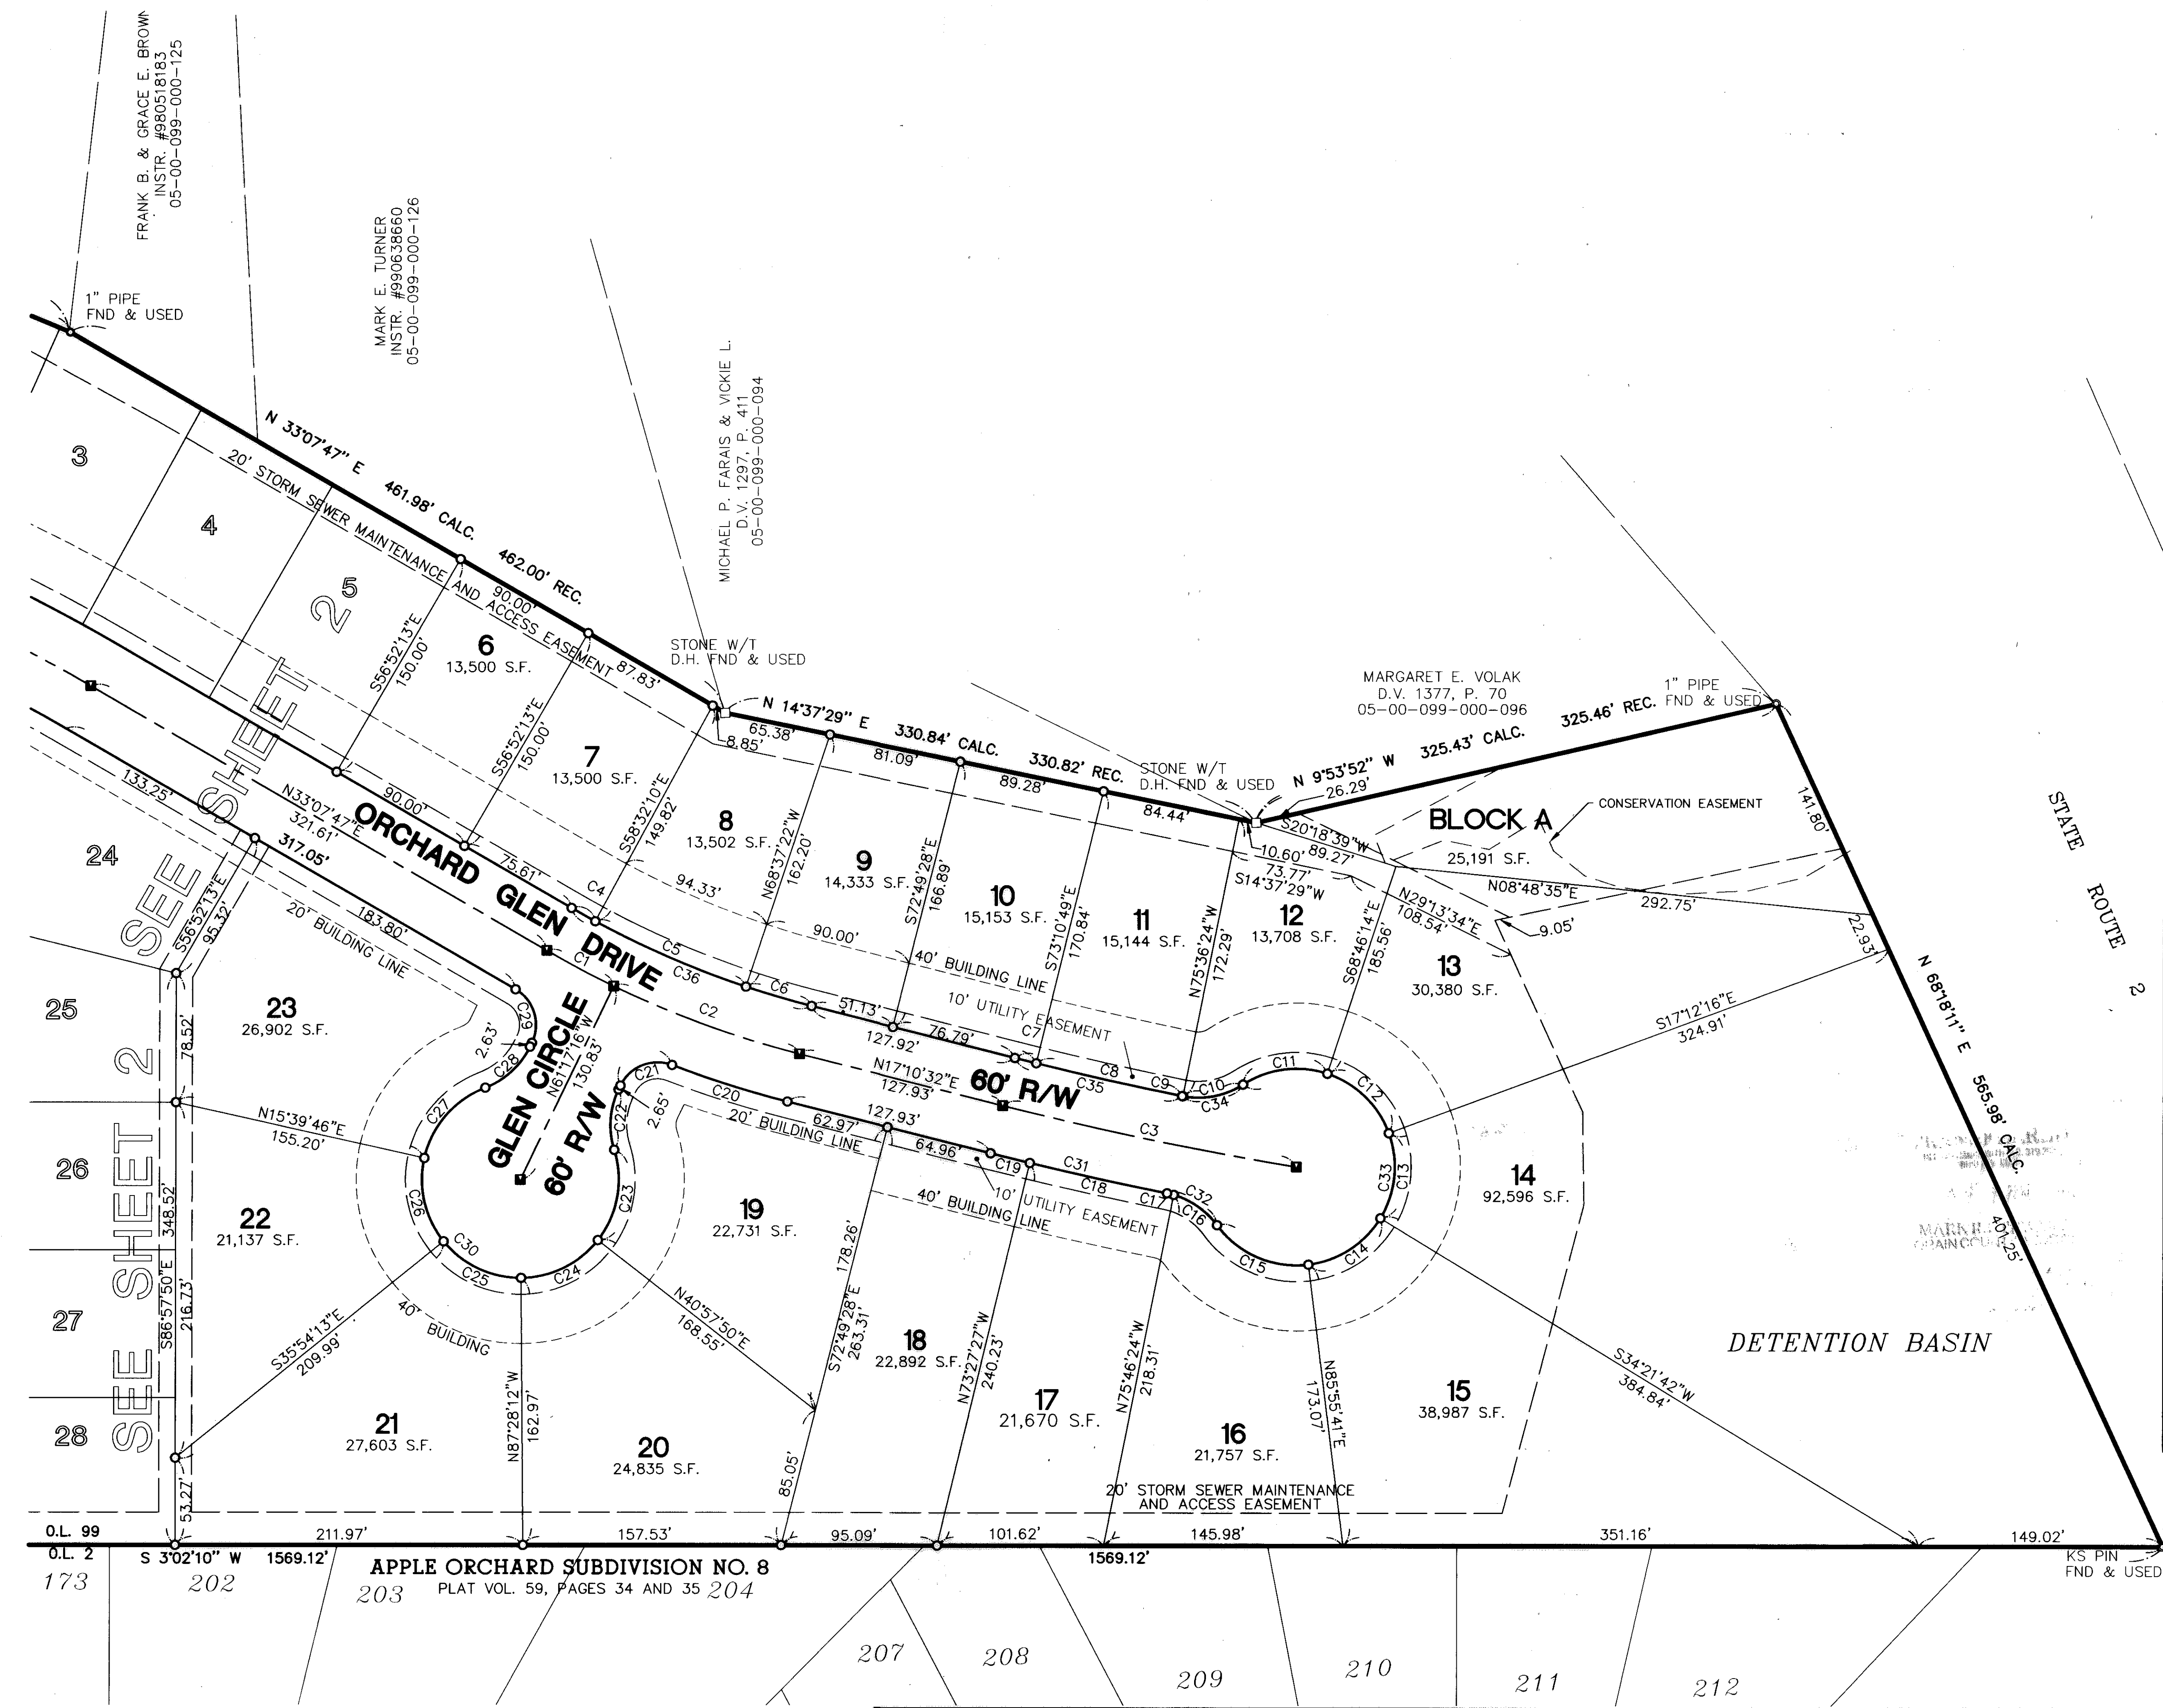 FRANK B. & GRACE E. BROWN
INSTR. #980518183
05-00-099-000-125
MARK E. TURNER
INSTR. #990638660
05-00-099-000-126
MICHAEL P. FARAIS & VICKIE L.
D.V. 1297, P. 411
05-00-099-000-094
1" PIPE
FND & USED
N 33°07'47" E
461.98' CALC.
462.00' REC.
20' STORM SEWER MAINTENANCE AND ACCESS EASEMENT
3
4
5
SEE SHEET 2
S56°52'13"E
150.00'
6
13,500 S.F.
90.00'
S56°52'13"E
150.00'
7
13,500 S.F.
87.83'
STONE W/T
D.H. FND & USED
8.85'
N 14°37'29" E
330.84' CALC.
330.82' REC.
65.38'
81.09'
89.28'
84.44'
STONE W/T
D.H. FND & USED
MARGARET E. VOLAK
D.V. 1377, P. 70
05-00-099-000-096
N 9°53'52" W
325.43' CALC.
325.46' REC.
26.29'
1" PIPE
FND & USED
BLOCK A
25,191 S.F.
CONSERVATION EASEMENT
S20°18'39"W
89.27'
10.60'
73.77'
S14°37'29"W
N29°13'34"E
108.54'
N08°48'35"E
292.75'
9.05'
141.80'
22.93'
N 68°18'11" E
565.98' CALC.
401.25'
STATE ROUTE 2
S58°32'10"E
149.82
8
13,502 S.F.
94.33'
N68°37'22"W
162.20'
9
14,333 S.F.
90.00'
S72°49'28"E
166.89'
10
15,153 S.F.
S73°10'49"E
170.84'
11
15,144 S.F.
N75°36'24"W
172.29'
12
13,708 S.F.
S68°46'14"E
185.56'
13
30,380 S.F.
S17°12'16"E
324.91'
40' BUILDING LINE
10' UTILITY EASEMENT
133.25'
N33°07'47"E
321.61'
317.05'
90.00'
75.61'
ORCHARD GLEN DRIVE
60' R/W
C4
C5
C36
C6
51.13'
127.92'
76.79'
C7
C8
C35
C9
C10
C34
C11
C12
C33
C13
C14
C15
C16
C32
C17
C18
C31
C19
C1
C2
N17°10'32"E
127.93'
C3
127.93'
62.97'
64.96'
C20
C21
C22
2.65'
C23
C24
C25
C30
C26
C27
C28
C29
2.63'
GLEN CIRCLE
60' R/W
N61°17'16"W
130.83'
183.80'
20' BUILDING LINE
20' BUILDING LINE
40' BUILDING LINE
10' UTILITY EASEMENT
24
25
26
27
28
SEE SHEET 2
S56°52'13"E
95.32'
78.52'
23
26,902 S.F.
N15°39'46"E
155.20'
S86°57'50"E 348.52'
216.73'
53.27'
22
21,137 S.F.
S35°54'13"E
209.99'
40' BUILDING
21
27,603 S.F.
N87°28'12"W
162.97'
20
24,835 S.F.
N40°57'50"E
168.55'
19
22,731 S.F.
178.26'
S72°49'28"E
263.31'
85.05'
18
22,892 S.F.
N73°27'27"W
240.23'
17
21,670 S.F.
N75°46'24"W
218.31'
16
21,757 S.F.
N85°55'41"E
173.07'
15
38,987 S.F.
S34°21'42"W
384.84'
14
92,596 S.F.
DETENTION BASIN
20' STORM SEWER MAINTENANCE
AND ACCESS EASEMENT
O.L. 99
O.L. 2
S 3°02'10" W
1569.12'
211.97'
157.53'
95.09'
101.62'
145.98'
351.16'
149.02'
1569.12'
KS PIN
FND & USED
APPLE ORCHARD SUBDIVISION NO. 8
PLAT VOL. 59, PAGES 34 AND 35
173
202
203
204
207
208
209
210
211
212